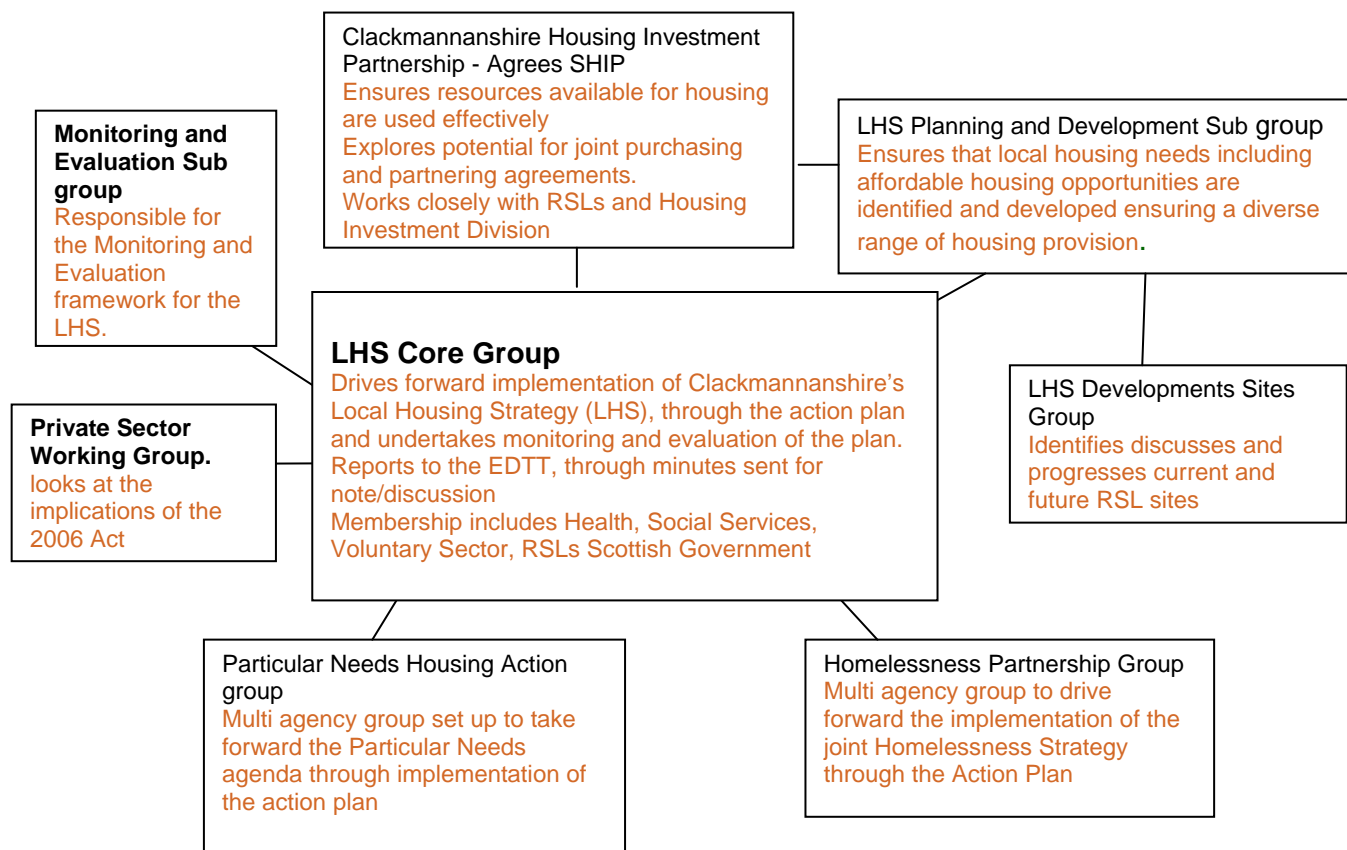 Clackmannanshire Housing Investment
Partnership - Agrees SHIP
Ensures resources available for housing
are used effectively
Explores potential for joint purchasing
and partnering agreements.
Works closely with RSLs and Housing
Investment Division
Monitoring and
Evaluation Sub
group
Responsible for
the Monitoring and
Evaluation
framework for the
LHS.
LHS Planning and Development Sub group
Ensures that local housing needs including
affordable housing opportunities are
identified and developed ensuring a diverse
range of housing provision.
LHS Core Group
Drives forward implementation of Clackmannanshire’s
Local Housing Strategy (LHS), through the action plan
and undertakes monitoring and evaluation of the plan.
Reports to the EDTT, through minutes sent for
note/discussion
Membership includes Health, Social Services,
Voluntary Sector, RSLs Scottish Government
LHS Developments Sites
Group
Identifies discusses and
progresses current and
future RSL sites
Private Sector
Working Group.
looks at the
implications of the
2006 Act
Particular Needs Housing Action
group
Multi agency group set up to take
forward the Particular Needs
agenda through implementation of
the action plan
Homelessness Partnership Group
Multi agency group to drive
forward the implementation of the
joint Homelessness Strategy
through the Action Plan